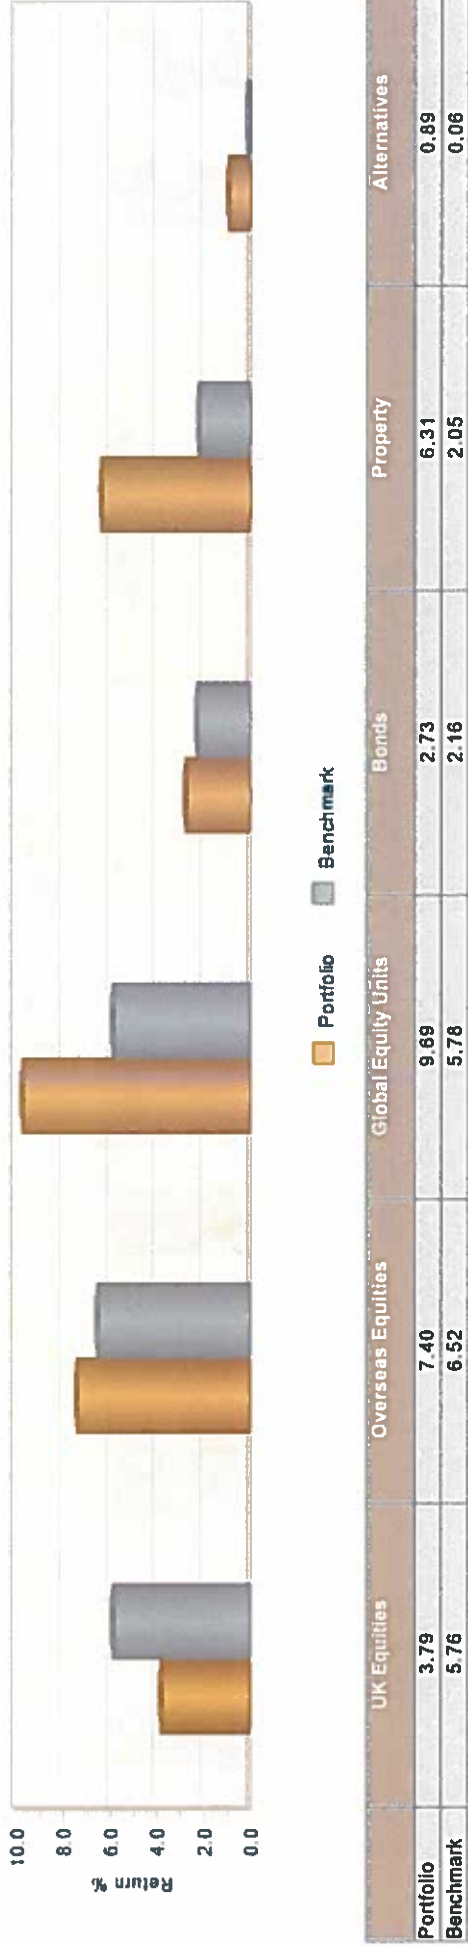 10.0
8.0
6.0
4.0
2.0
0.0
Return %
Portfolio Benchmark
UK Equities Overseas Equities Global Equity Units Bonds Property Alternatives
Portfolio 3.79 7.40 9.69 2.73 6.31 0.89
Benchmark 5.76 6.52 5.78 2.16 2.05 0.06